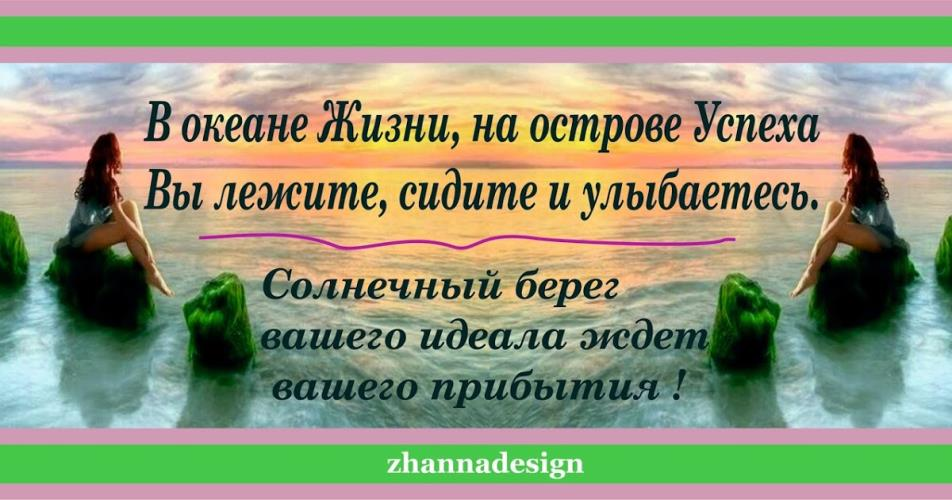 В океане Жизни, на острове Успеха
Вы лежите, сидите и улыбаетесь.
Солнечный берег
вашего идеала ждет
вашего прибытия !
zhannadesign